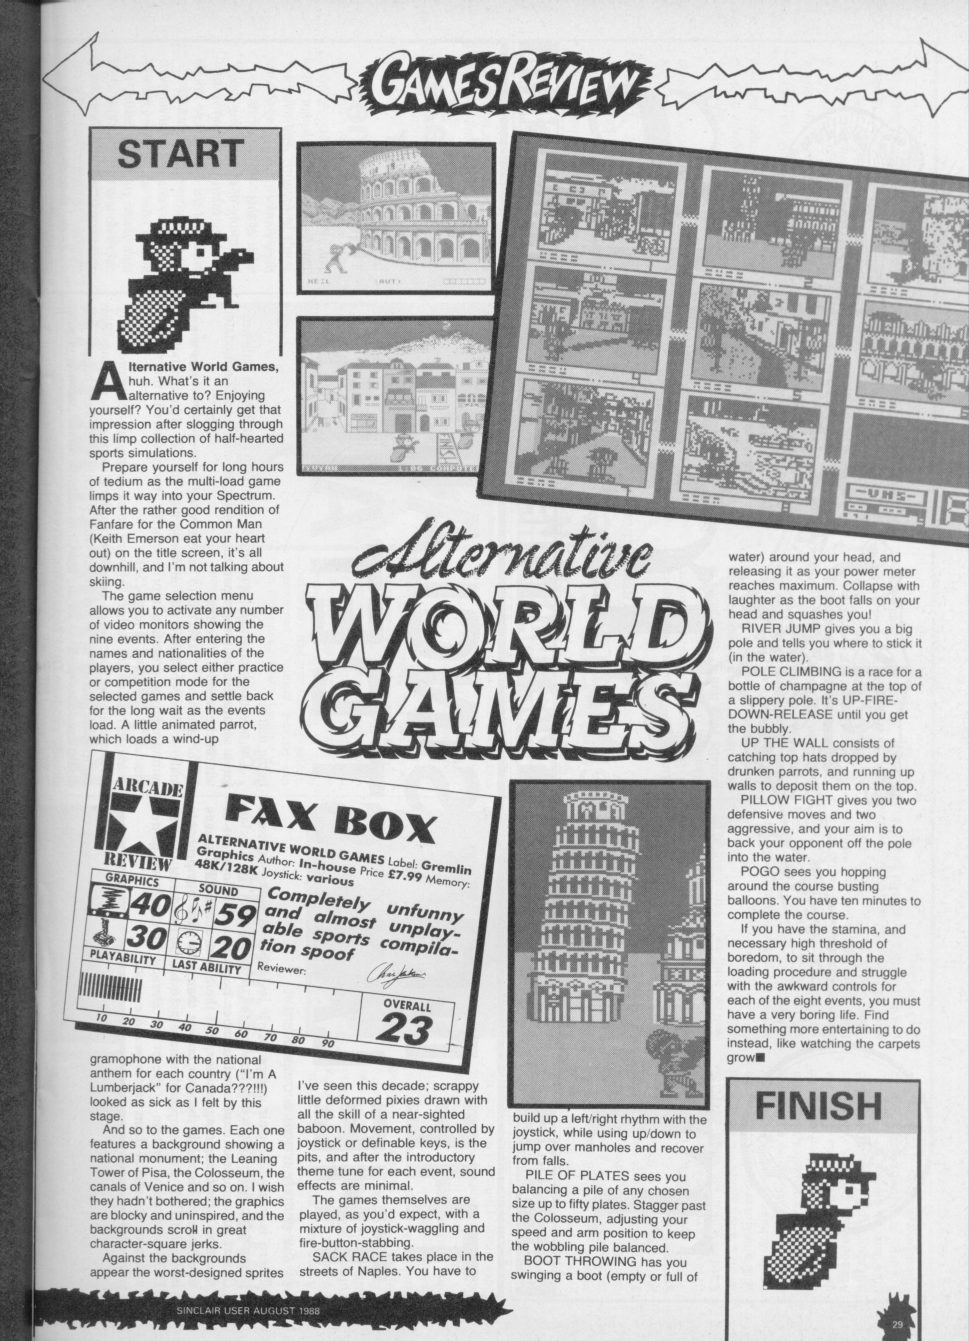 GAMES REVIEW
START
Alternative World Games,
huh. What's it an
aalternative to? Enjoying
yourself? You'd certainly get that
impression after slogging through
this limp collection of half-hearted
sports simulations.
Prepare yourself for long hours
of tedium as the multi-load game
limps it way into your Spectrum.
After the rather good rendition of
Fanfare for the Common Man
(Keith Emerson eat your heart
out) on the title screen, it's all
downhill, and I'm not talking about
skiing.
The game selection menu
allows you to activate any number
of video monitors showing the
nine events. After entering the
names and nationalities of the
players, you select either practice
or competition mode for the
selected games and settle back
for the long wait as the events
load. A little animated parrot,
which loads a wind-up
Alternative
WORLD
GAMES
ARCADE
REVIEW
FAX BOX
ALTERNATIVE WORLD GAMES Label: Gremlin
Graphics Author: In-house Price £7.99 Memory:
48K/128K Joystick: various
GRAPHICS
40
SOUND
59
30
20
PLAYABILITY
LAST ABILITY
Completely unfunny
and almost unplay-
able sports compila-
tion spoof
Reviewer:
10 20 30 40 50 60 70 80 90
OVERALL
23
gramophone with the national
anthem for each country ("I'm A
Lumberjack" for Canada???!!!)
looked as sick as I felt by this
stage.
And so to the games. Each one
features a background showing a
national monument; the Leaning
Tower of Pisa, the Colosseum, the
canals of Venice and so on. I wish
they hadn't bothered; the graphics
are blocky and uninspired, and the
backgrounds scroll in great
character-square jerks.
Against the backgrounds
appear the worst-designed sprites
I've seen this decade; scrappy
little deformed pixies drawn with
all the skill of a near-sighted
baboon. Movement, controlled by
joystick or definable keys, is the
pits, and after the introductory
theme tune for each event, sound
effects are minimal.
The games themselves are
played, as you'd expect, with a
mixture of joystick-waggling and
fire-button-stabbing.
SACK RACE takes place in the
streets of Naples. You have to
build up a left/right rhythm with the
joystick, while using up/down to
jump over manholes and recover
from falls.
PILE OF PLATES sees you
balancing a pile of any chosen
size up to fifty plates. Stagger past
the Colosseum, adjusting your
speed and arm position to keep
the wobbling pile balanced.
BOOT THROWING has you
swinging a boot (empty or full of
water) around your head, and
releasing it as your power meter
reaches maximum. Collapse with
laughter as the boot falls on your
head and squashes you!
RIVER JUMP gives you a big
pole and tells you where to stick it
(in the water).
POLE CLIMBING is a race for a
bottle of champagne at the top of
a slippery pole. It's UP-FIRE-
DOWN-RELEASE until you get
the bubbly.
UP THE WALL consists of
catching top hats dropped by
drunken parrots, and running up
walls to deposit them on the top.
PILLOW FIGHT gives you two
defensive moves and two
aggressive, and your aim is to
back your opponent off the pole
into the water.
POGO sees you hopping
around the course busting
balloons. You have ten minutes to
complete the course.
If you have the stamina, and
necessary high threshold of
boredom, to sit through the
loading procedure and struggle
with the awkward controls for
each of the eight events, you must
have a very boring life. Find
something more entertaining to do
instead, like watching the carpets
grow■
FINISH
SINCLAIR USER AUGUST 1988
29